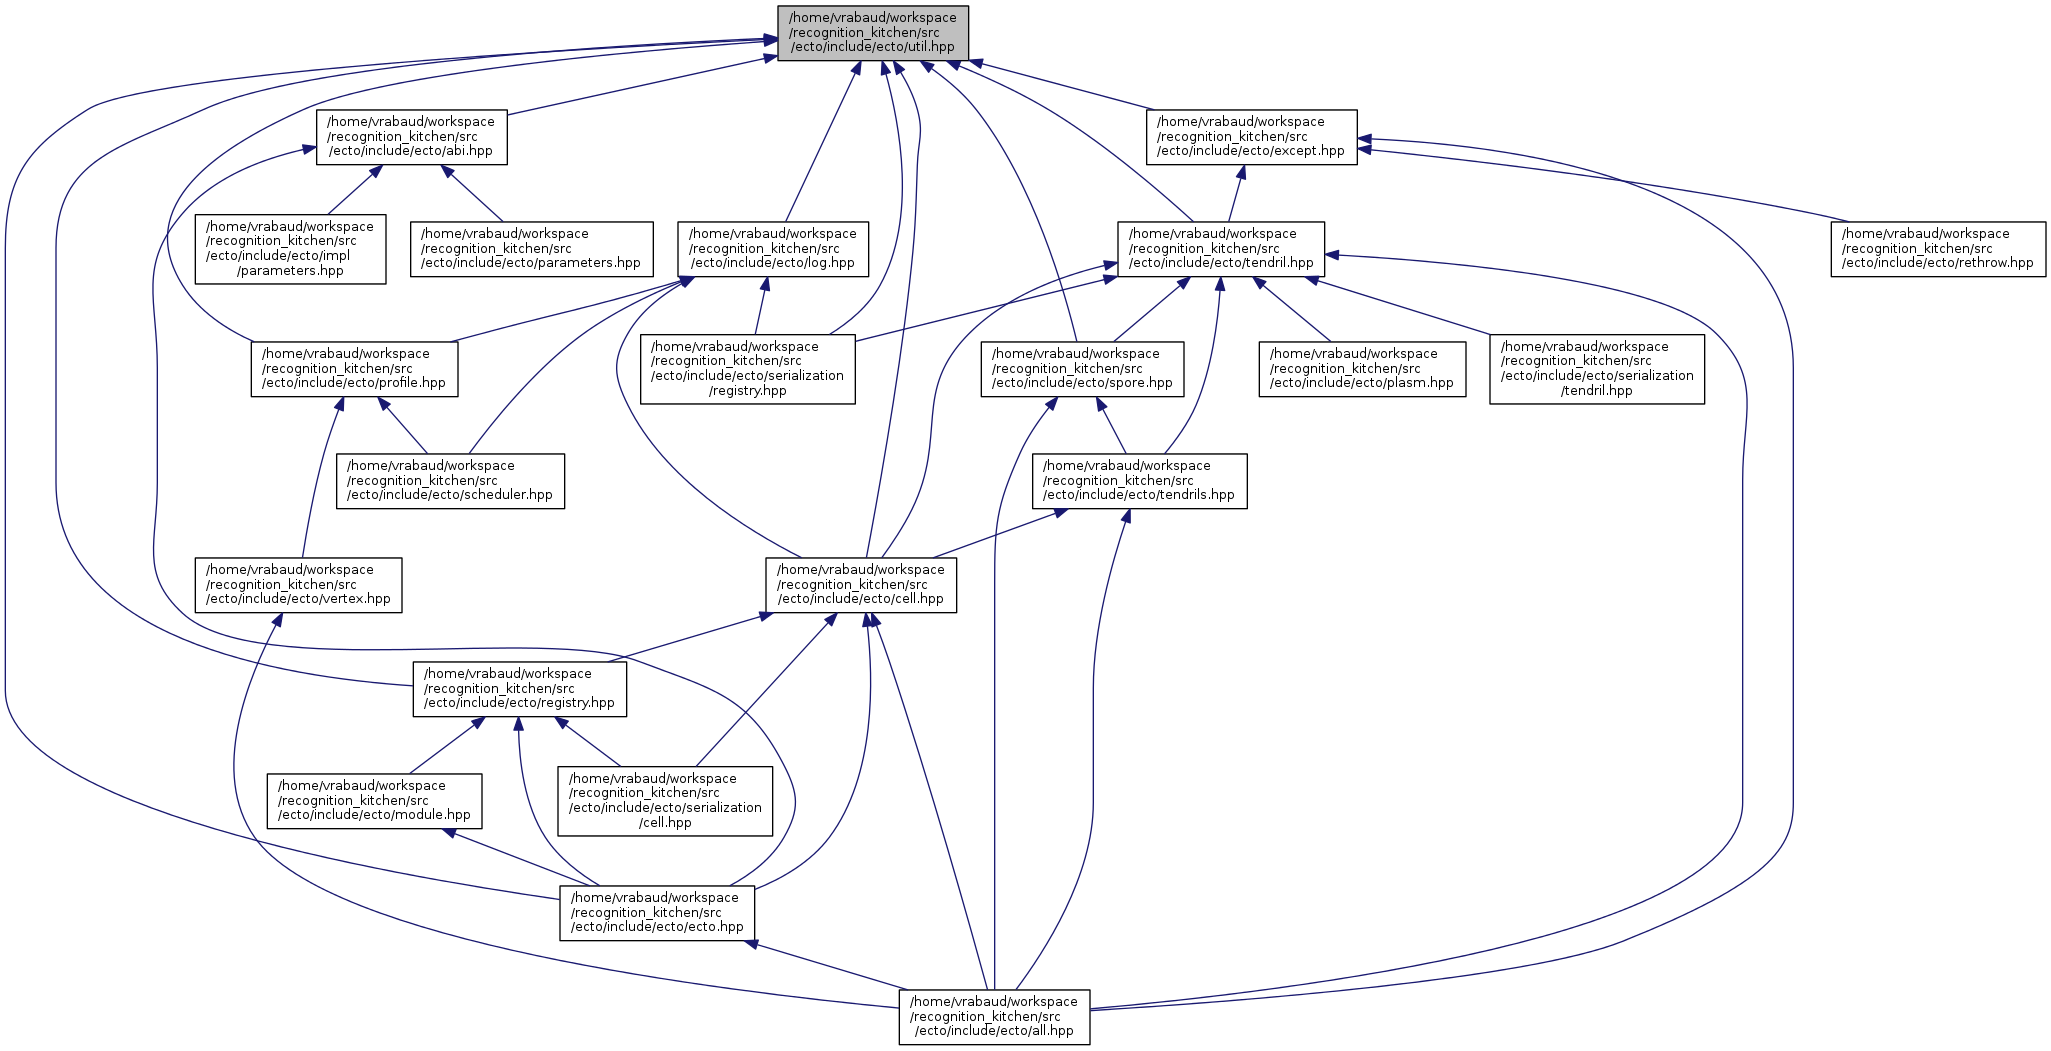 /home/vrabaud/workspace
/recognition_kitchen/src
/ecto/include/ecto/util.hpp
/home/vrabaud/workspace
/recognition_kitchen/src
/ecto/include/ecto/abi.hpp
/home/vrabaud/workspace
/recognition_kitchen/src
/ecto/include/ecto/except.hpp
/home/vrabaud/workspace
/recognition_kitchen/src
/ecto/include/ecto/impl
/parameters.hpp
/home/vrabaud/workspace
/recognition_kitchen/src
/ecto/include/ecto/parameters.hpp
/home/vrabaud/workspace
/recognition_kitchen/src
/ecto/include/ecto/log.hpp
/home/vrabaud/workspace
/recognition_kitchen/src
/ecto/include/ecto/tendril.hpp
/home/vrabaud/workspace
/recognition_kitchen/src
/ecto/include/ecto/rethrow.hpp
/home/vrabaud/workspace
/recognition_kitchen/src
/ecto/include/ecto/profile.hpp
/home/vrabaud/workspace
/recognition_kitchen/src
/ecto/include/ecto/serialization
/registry.hpp
/home/vrabaud/workspace
/recognition_kitchen/src
/ecto/include/ecto/spore.hpp
/home/vrabaud/workspace
/recognition_kitchen/src
/ecto/include/ecto/plasm.hpp
/home/vrabaud/workspace
/recognition_kitchen/src
/ecto/include/ecto/serialization
/tendril.hpp
/home/vrabaud/workspace
/recognition_kitchen/src
/ecto/include/ecto/scheduler.hpp
/home/vrabaud/workspace
/recognition_kitchen/src
/ecto/include/ecto/tendrils.hpp
/home/vrabaud/workspace
/recognition_kitchen/src
/ecto/include/ecto/vertex.hpp
/home/vrabaud/workspace
/recognition_kitchen/src
/ecto/include/ecto/cell.hpp
/home/vrabaud/workspace
/recognition_kitchen/src
/ecto/include/ecto/registry.hpp
/home/vrabaud/workspace
/recognition_kitchen/src
/ecto/include/ecto/module.hpp
/home/vrabaud/workspace
/recognition_kitchen/src
/ecto/include/ecto/serialization
/cell.hpp
/home/vrabaud/workspace
/recognition_kitchen/src
/ecto/include/ecto/ecto.hpp
/home/vrabaud/workspace
/recognition_kitchen/src
/ecto/include/ecto/all.hpp